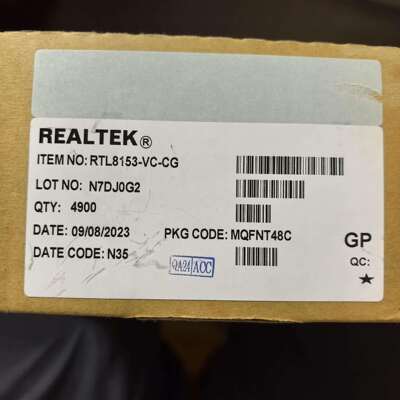 REALTEK®
ITEM NO: RTL8153-VC-CG
LOT NO: N7DJ0G2
QTY: 4900
DATE: 09/08/2023 PKG CODE: MQFNT48C
GP
DATE CODE: N35
QA24 ACC
QC:
★